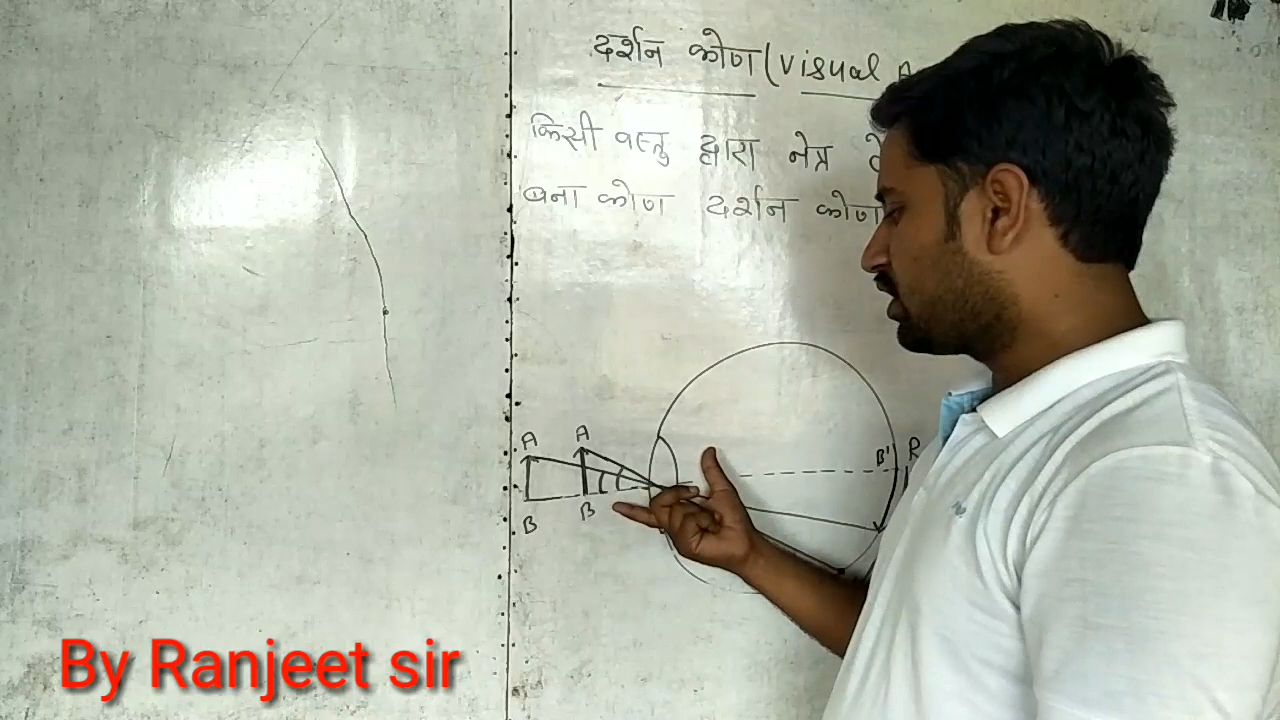 दर्शन कोण (Visual A
किसी वस्तु द्वारा नेत्र
बना कोण दर्शन कोण
A A
B' R
B B
By Ranjeet sir